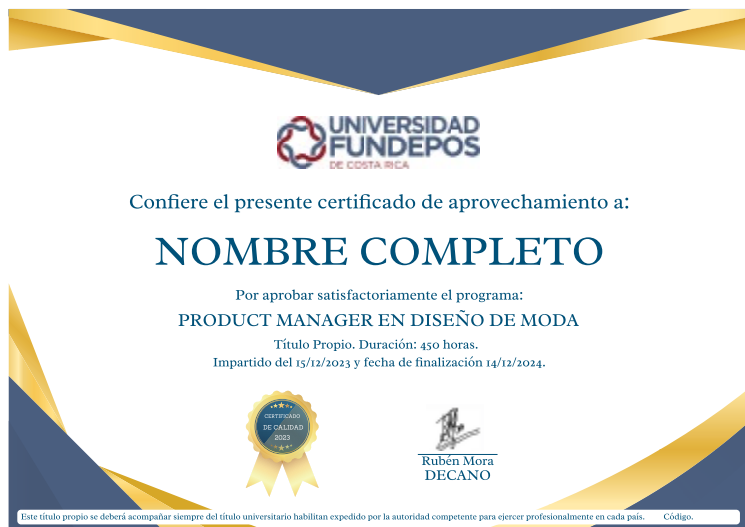 UNIVERSIDAD
FUNDEPOS
DE COSTA RICA
Confiere el presente certificado de aprovechamiento a:
NOMBRE COMPLETO
Por aprobar satisfactoriamente el programa:
PRODUCT MANAGER EN DISEÑO DE MODA
Título Propio. Duración: 450 horas.
Impartido del 15/12/2023 y fecha de finalización 14/12/2024.
CERTIFICADO
DE CALIDAD
2023
Rubén Mora
DECANO
Este título propio se deberá acompañar siempre del título universitario habilitan expedido por la autoridad competente para ejercer profesionalmente en cada país. Código.